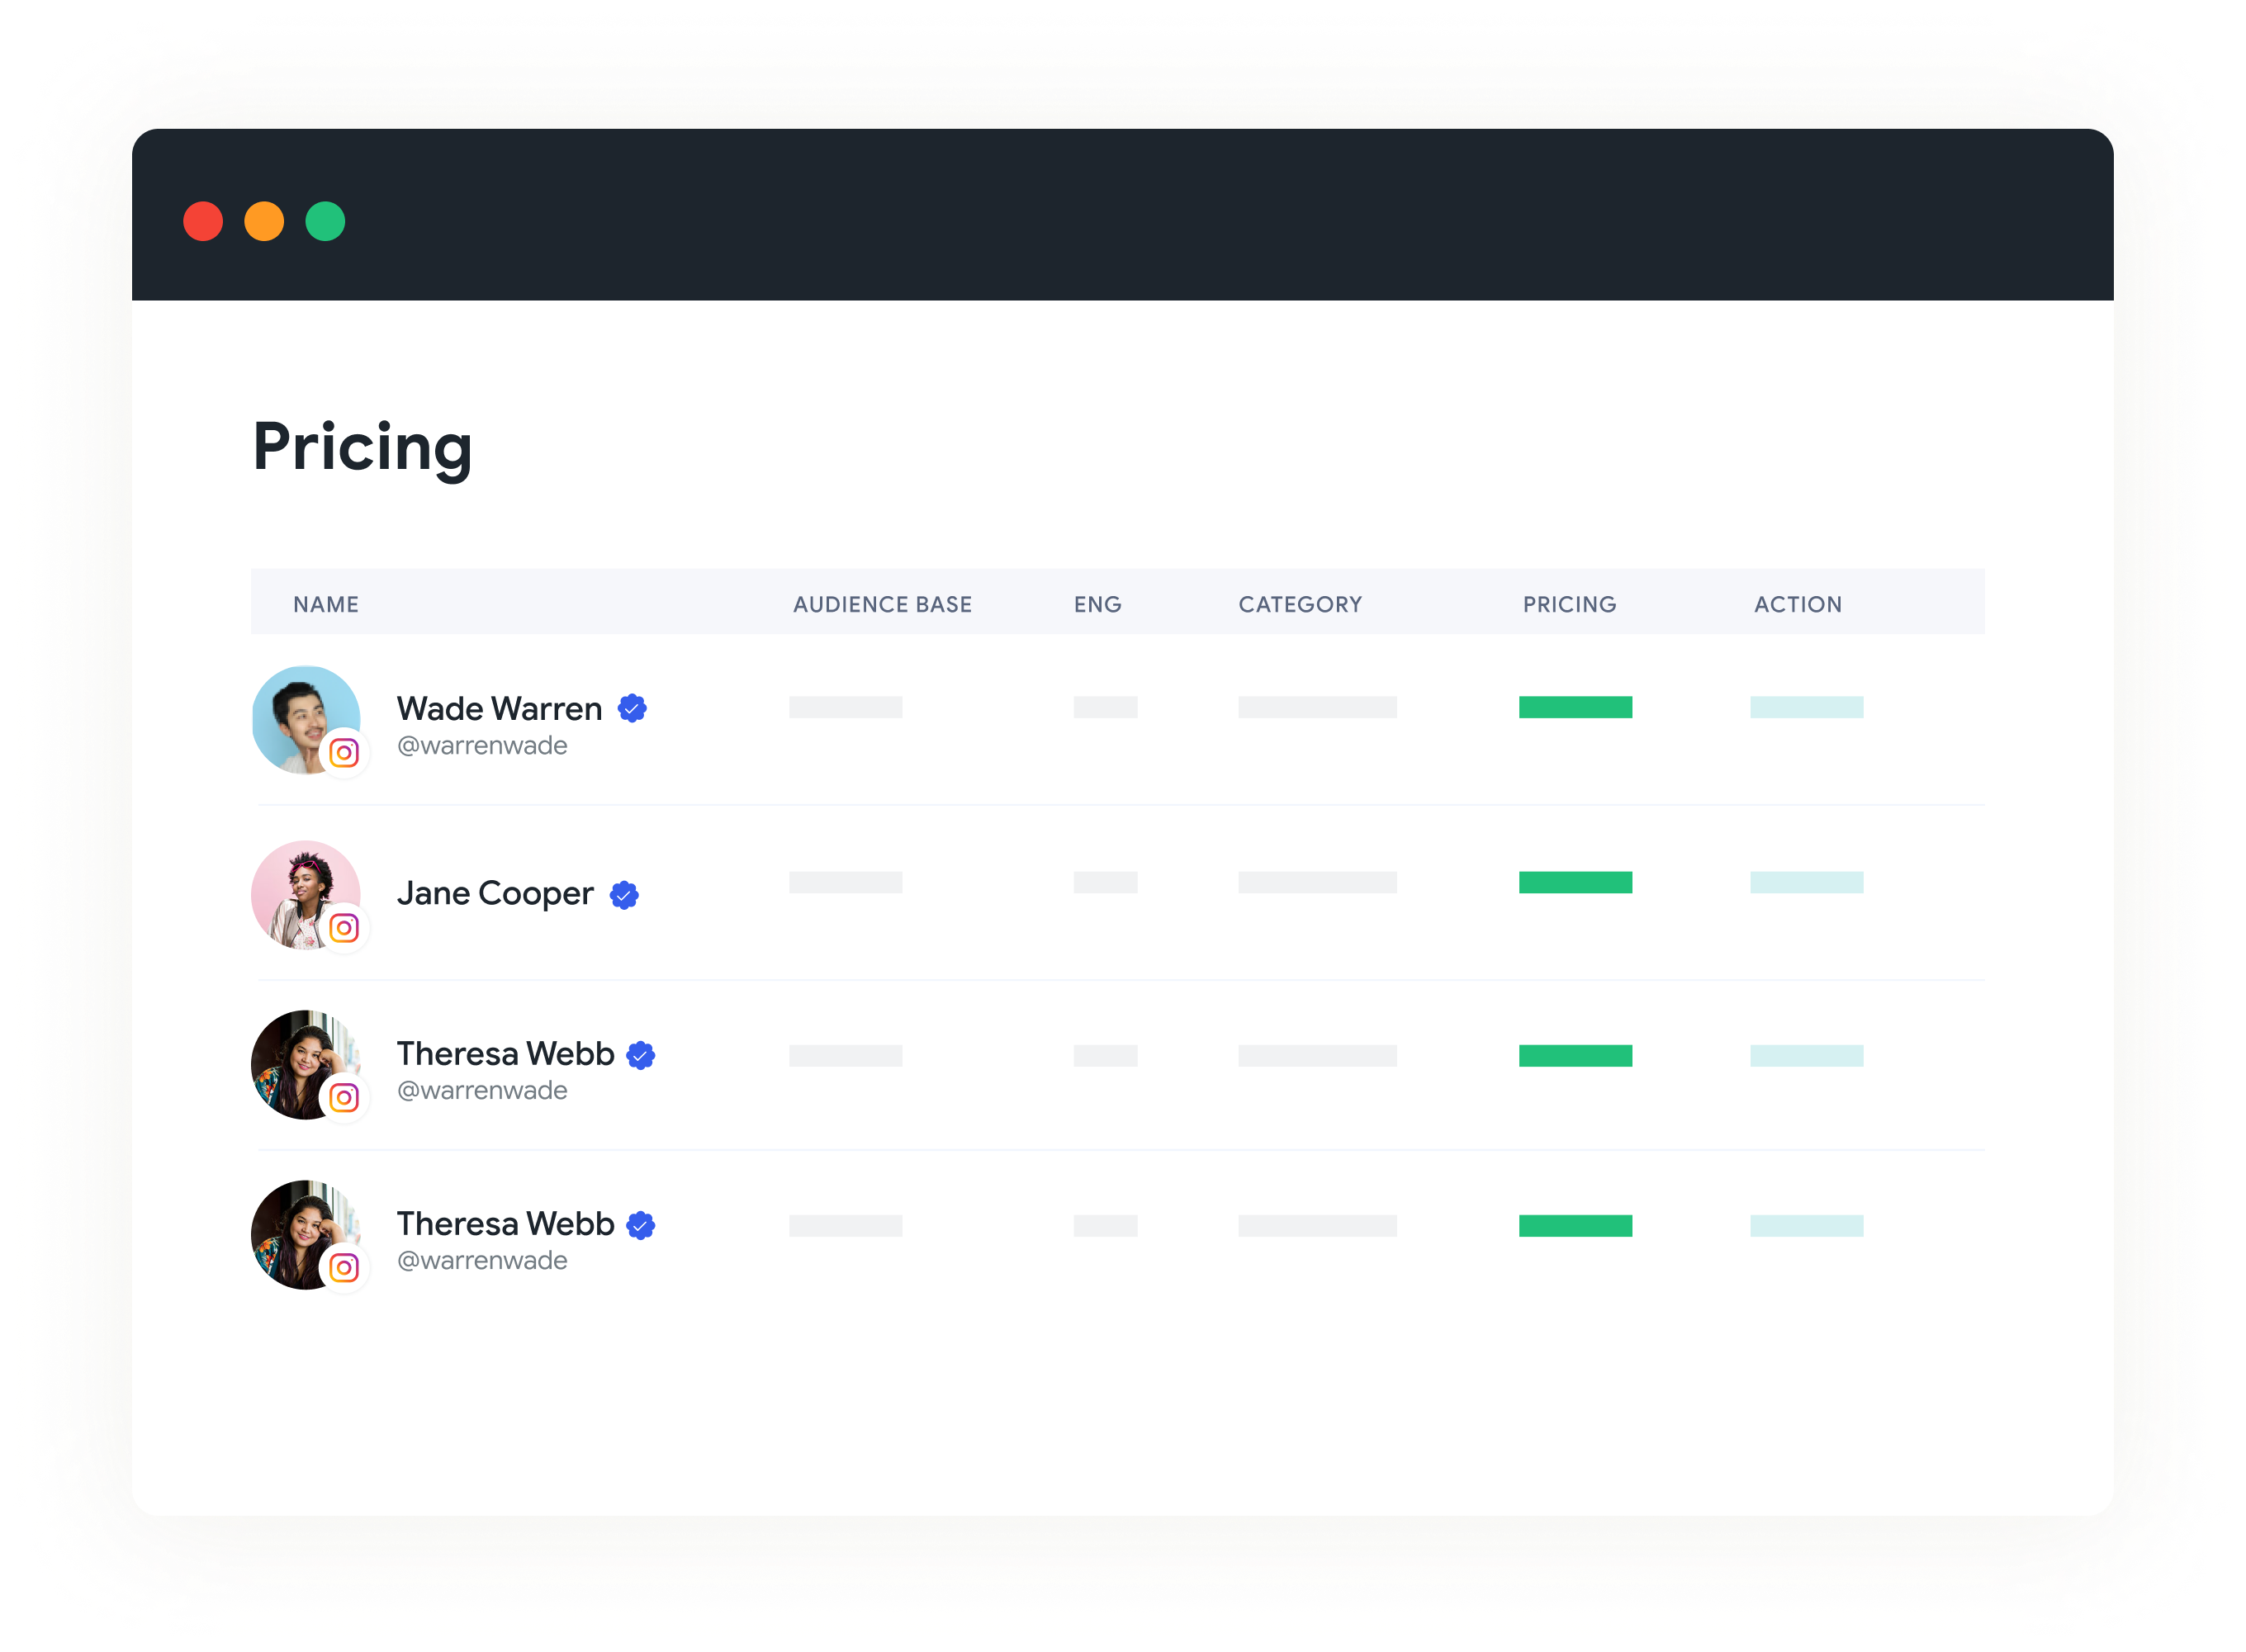 Pricing
NAME AUDIENCE BASE ENG CATEGORY PRICING ACTION
Wade Warren
@warrenwade
Jane Cooper
Theresa Webb
@warrenwade
Theresa Webb
@warrenwade